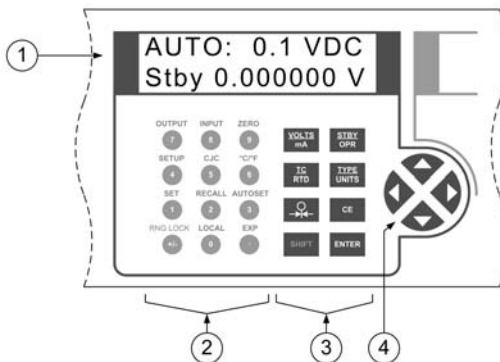 1
AUTO: 0.1 VDC
Stby 0.000000 V
OUTPUT INPUT ZERO
7 8 9
SETUP CJC °C/°F
4 5 6
SET RECALL AUTOSET
1 2 3
RNG LOCK LOCAL EXP
+/- 0 .
VOLTS STBY
mA OPR
TC TYPE
RTD UNITS
CE
SHIFT ENTER
2 3 4